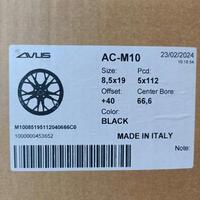 AVUS
AC-M10
23/02/2024
10:18:54
Size:
Pcd:
8,5x19
5x112
Offset:
Center Bore:
+40
66,6
Color:
BLACK
M10085195112040666C0
1000000453652
MADE IN ITALY